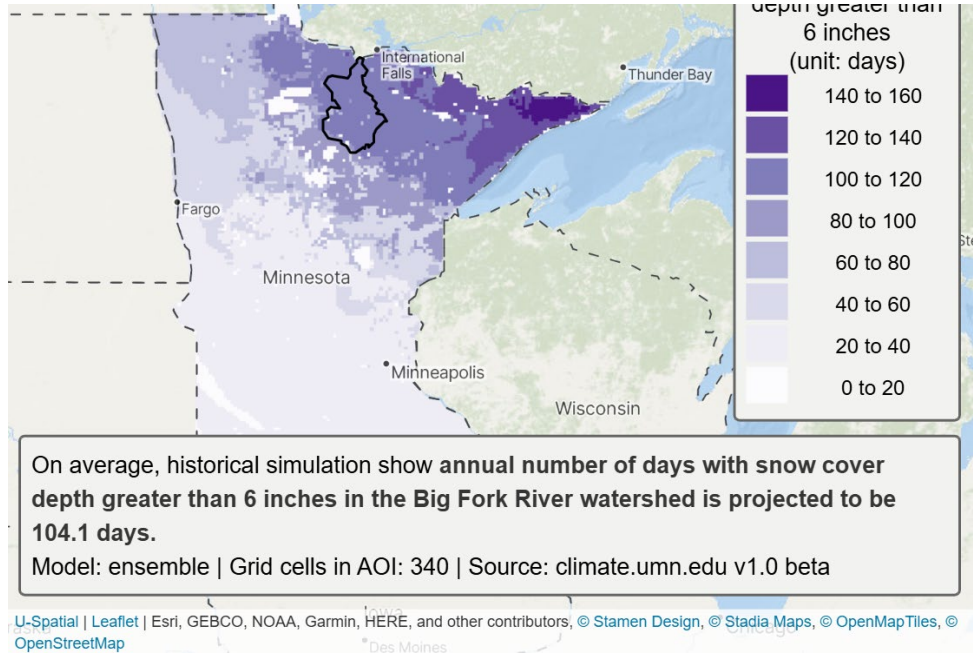 depth greater than
6 inches
(unit: days)
140 to 160
120 to 140
100 to 120
80 to 100
60 to 80
40 to 60
20 to 40
0 to 20
International
Falls
Thunder Bay
Fargo
Minnesota
Minneapolis
Wisconsin
On average, historical simulation show annual number of days with snow cover
depth greater than 6 inches in the Big Fork River watershed is projected to be
104.1 days.
Model: ensemble | Grid cells in AOI: 340 | Source: climate.umn.edu v1.0 beta
Iowa
Chicago
U-Spatial | Leaflet | Esri, GEBCO, NOAA, Garmin, HERE, and other contributors, © Stamen Design, © Stadia Maps, © OpenMapTiles, ©
OpenStreetMap
Des Moines